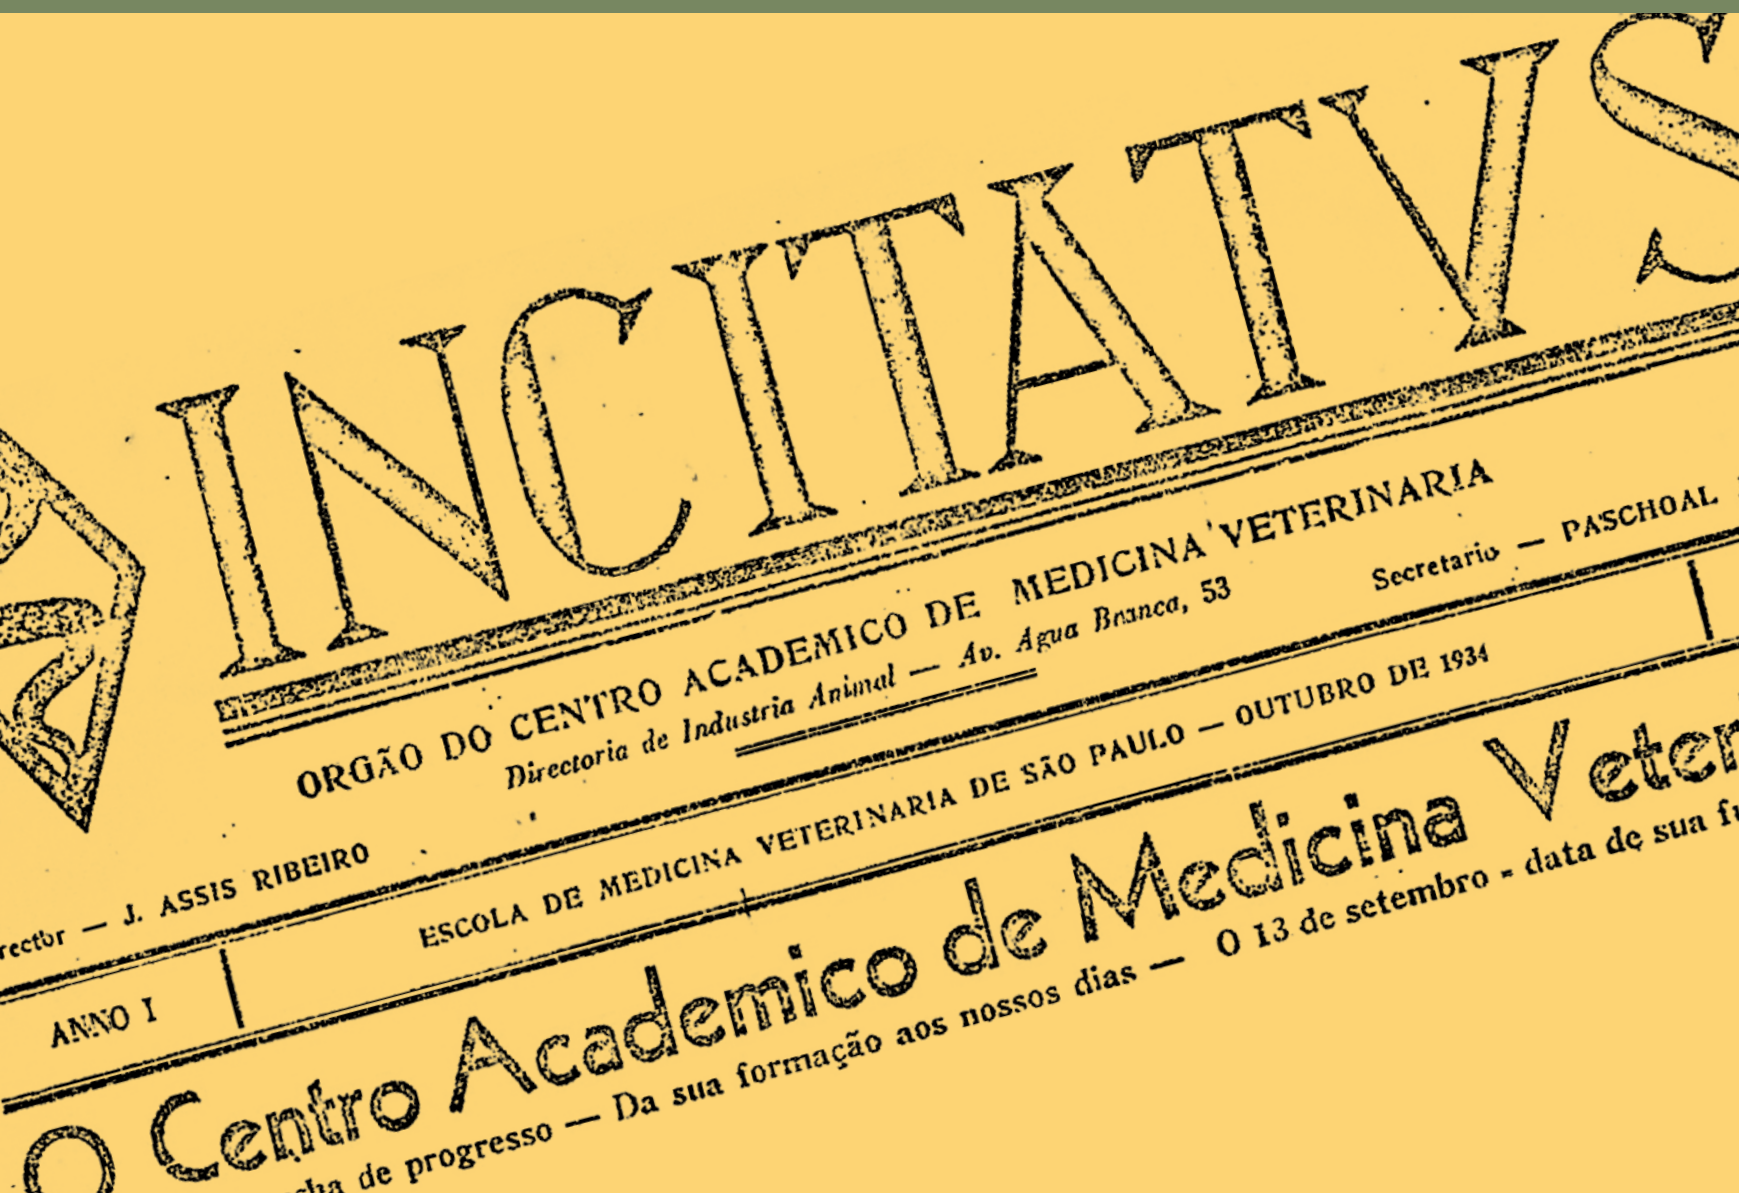 INCITATVS
ORGÃO DO CENTRO ACADEMICO DE MEDICINA VETERINARIA
Directoria de Industria Animal — Av. Agua Branca, 53
rector — J. ASSIS RIBEIRO
Secretario — PASCHOAL
ANNO I
ESCOLA DE MEDICINA VETERINARIA DE SÃO PAULO — OUTUBRO DE 1934
O Centro Academico de Medicina Veter
de progresso — Da sua formação aos nossos dias — O 13 de setembro - data de sua